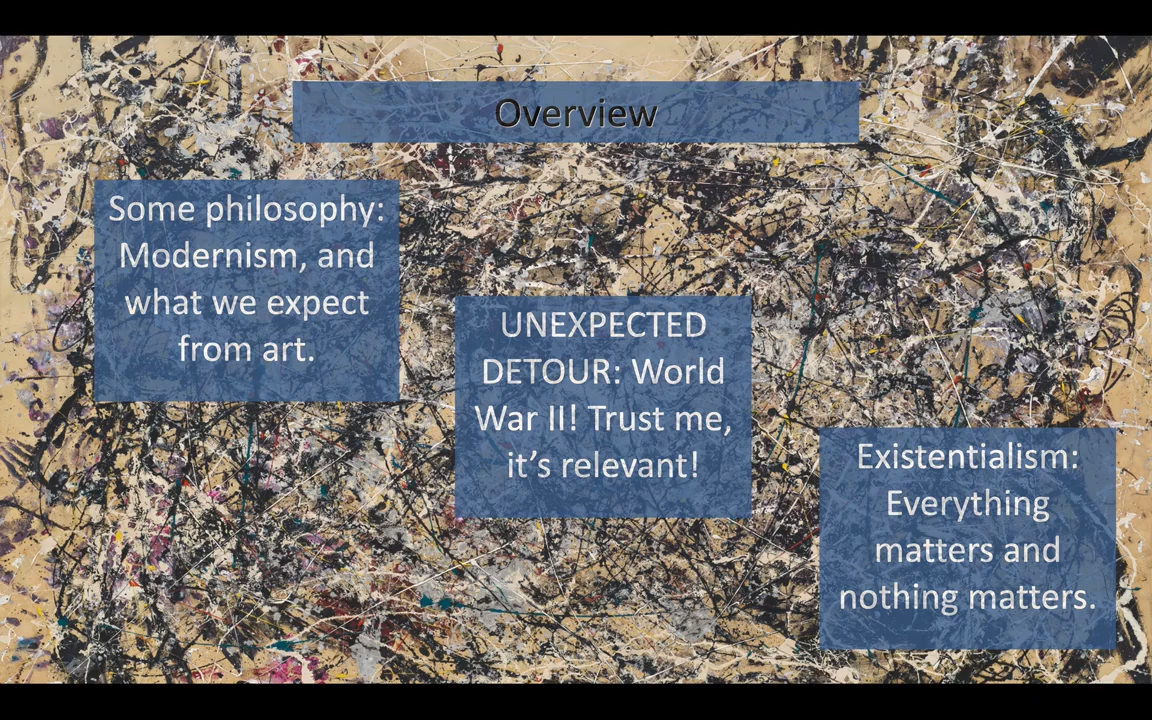 Overview
Some philosophy:
Modernism, and
what we expect
from art.
UNEXPECTED
DETOUR: World
War II! Trust me,
it’s relevant!
Existentialism:
Everything
matters and
nothing matters.